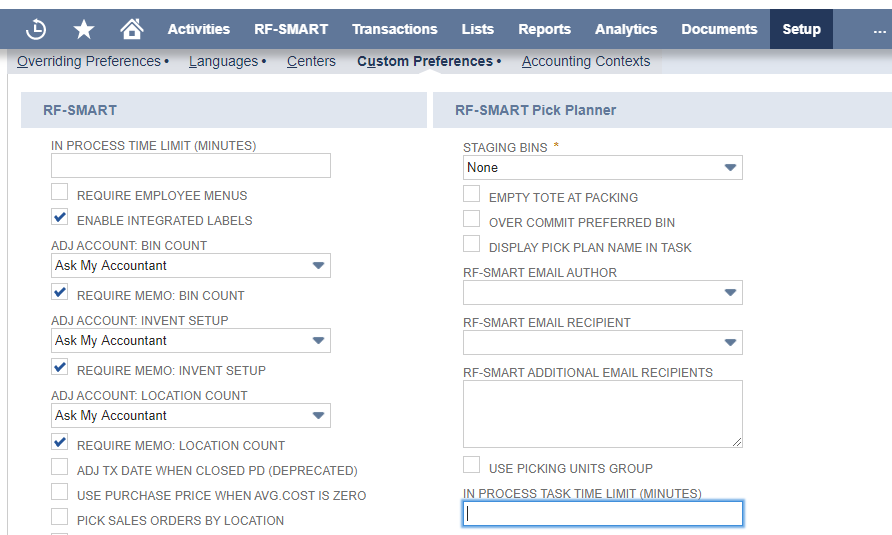 Activities RF-SMART Transactions Lists Reports Analytics Documents Setup ...
Overriding Preferences • Languages • Centers Custom Preferences • Accounting Contexts
RF-SMART
IN PROCESS TIME LIMIT (MINUTES)
REQUIRE EMPLOYEE MENUS
ENABLE INTEGRATED LABELS
ADJ ACCOUNT: BIN COUNT
Ask My Accountant
REQUIRE MEMO: BIN COUNT
ADJ ACCOUNT: INVENT SETUP
Ask My Accountant
REQUIRE MEMO: INVENT SETUP
ADJ ACCOUNT: LOCATION COUNT
Ask My Accountant
REQUIRE MEMO: LOCATION COUNT
ADJ TX DATE WHEN CLOSED PD (DEPRECATED)
USE PURCHASE PRICE WHEN AVG.COST IS ZERO
PICK SALES ORDERS BY LOCATION
RF-SMART Pick Planner
STAGING BINS *
None
EMPTY TOTE AT PACKING
OVER COMMIT PREFERRED BIN
DISPLAY PICK PLAN NAME IN TASK
RF-SMART EMAIL AUTHOR
RF-SMART EMAIL RECIPIENT
RF-SMART ADDITIONAL EMAIL RECIPIENTS
USE PICKING UNITS GROUP
IN PROCESS TASK TIME LIMIT (MINUTES)